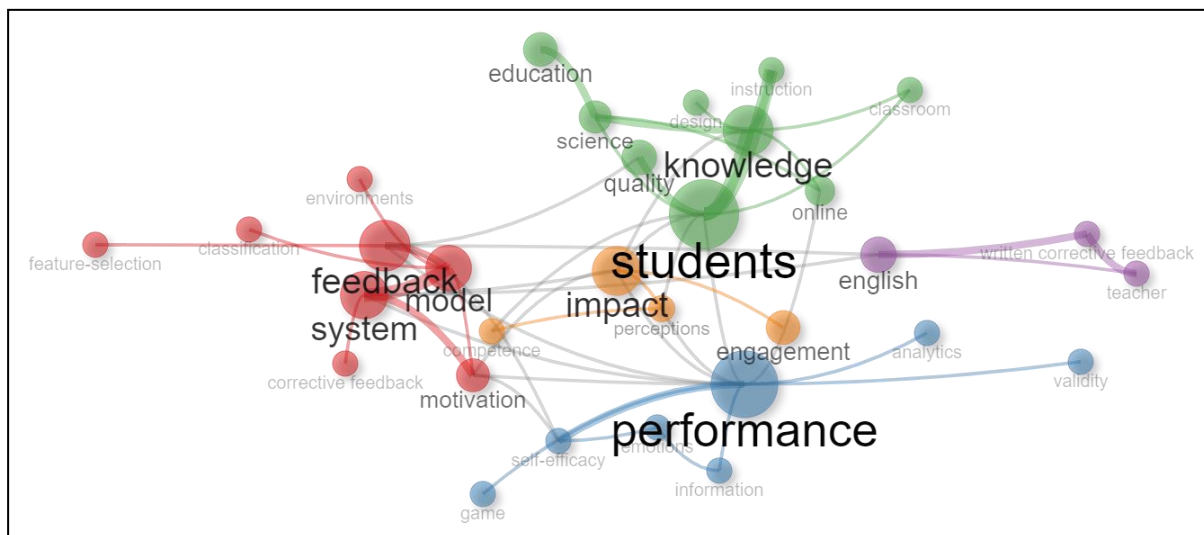 education
instruction
classroom
design
science
knowledge
quality
environments
online
students
classification
feature-selection
feedback
model
written corrective feedback
english
teacher
impact
system
perceptions
competence
engagement
analytics
corrective feedback
validity
motivation
performance
emotions
self-efficacy
information
game